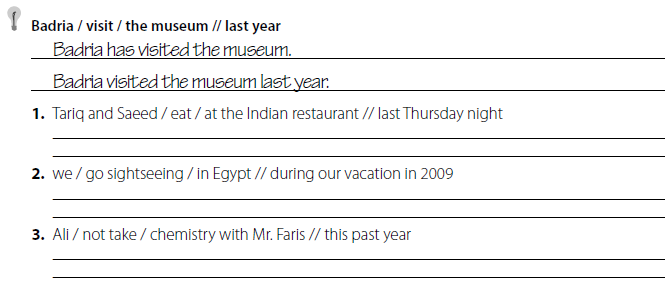 Badria / visit / the museum // last year
Badria has visited the museum.
Badria visited the museum last year.
1. Tariq and Saeed / eat / at the Indian restaurant // last Thursday night
2. we / go sightseeing / in Egypt // during our vacation in 2009
3. Ali / not take / chemistry with Mr. Faris // this past year